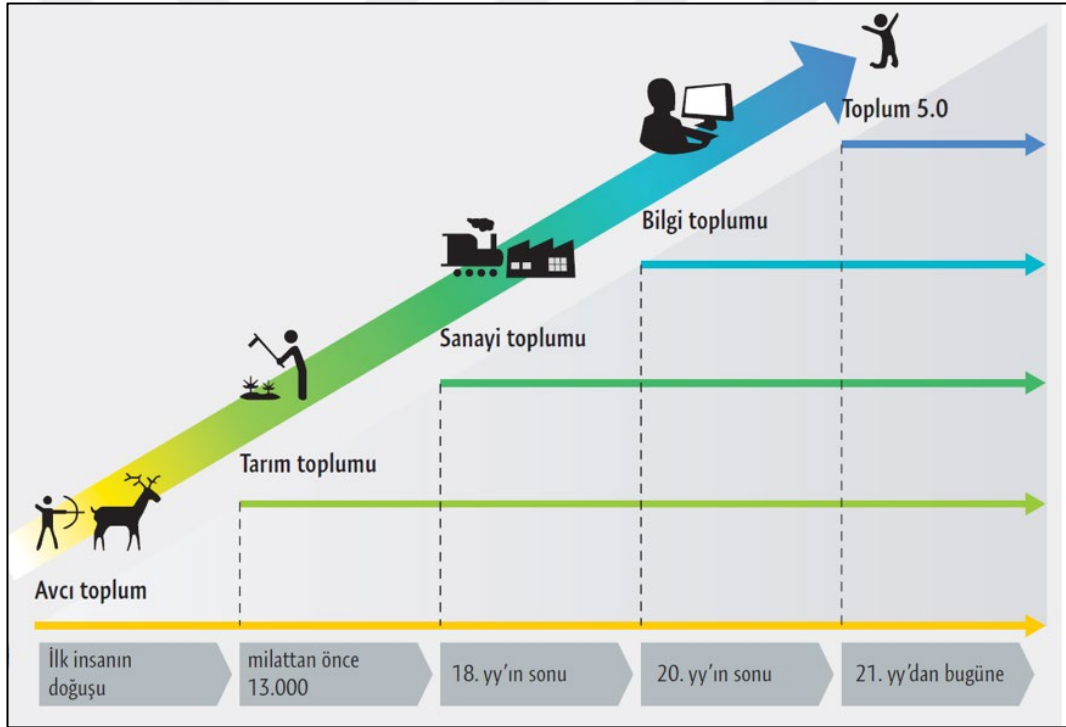 Toplum 5.0
Bilgi toplumu
Sanayi toplumu
Tarım toplumu
Avcı toplum
İlk insanın
doğuşu
milattan önce
13.000
18. yy'ın sonu
20. yy'ın sonu
21. yy'dan bugüne